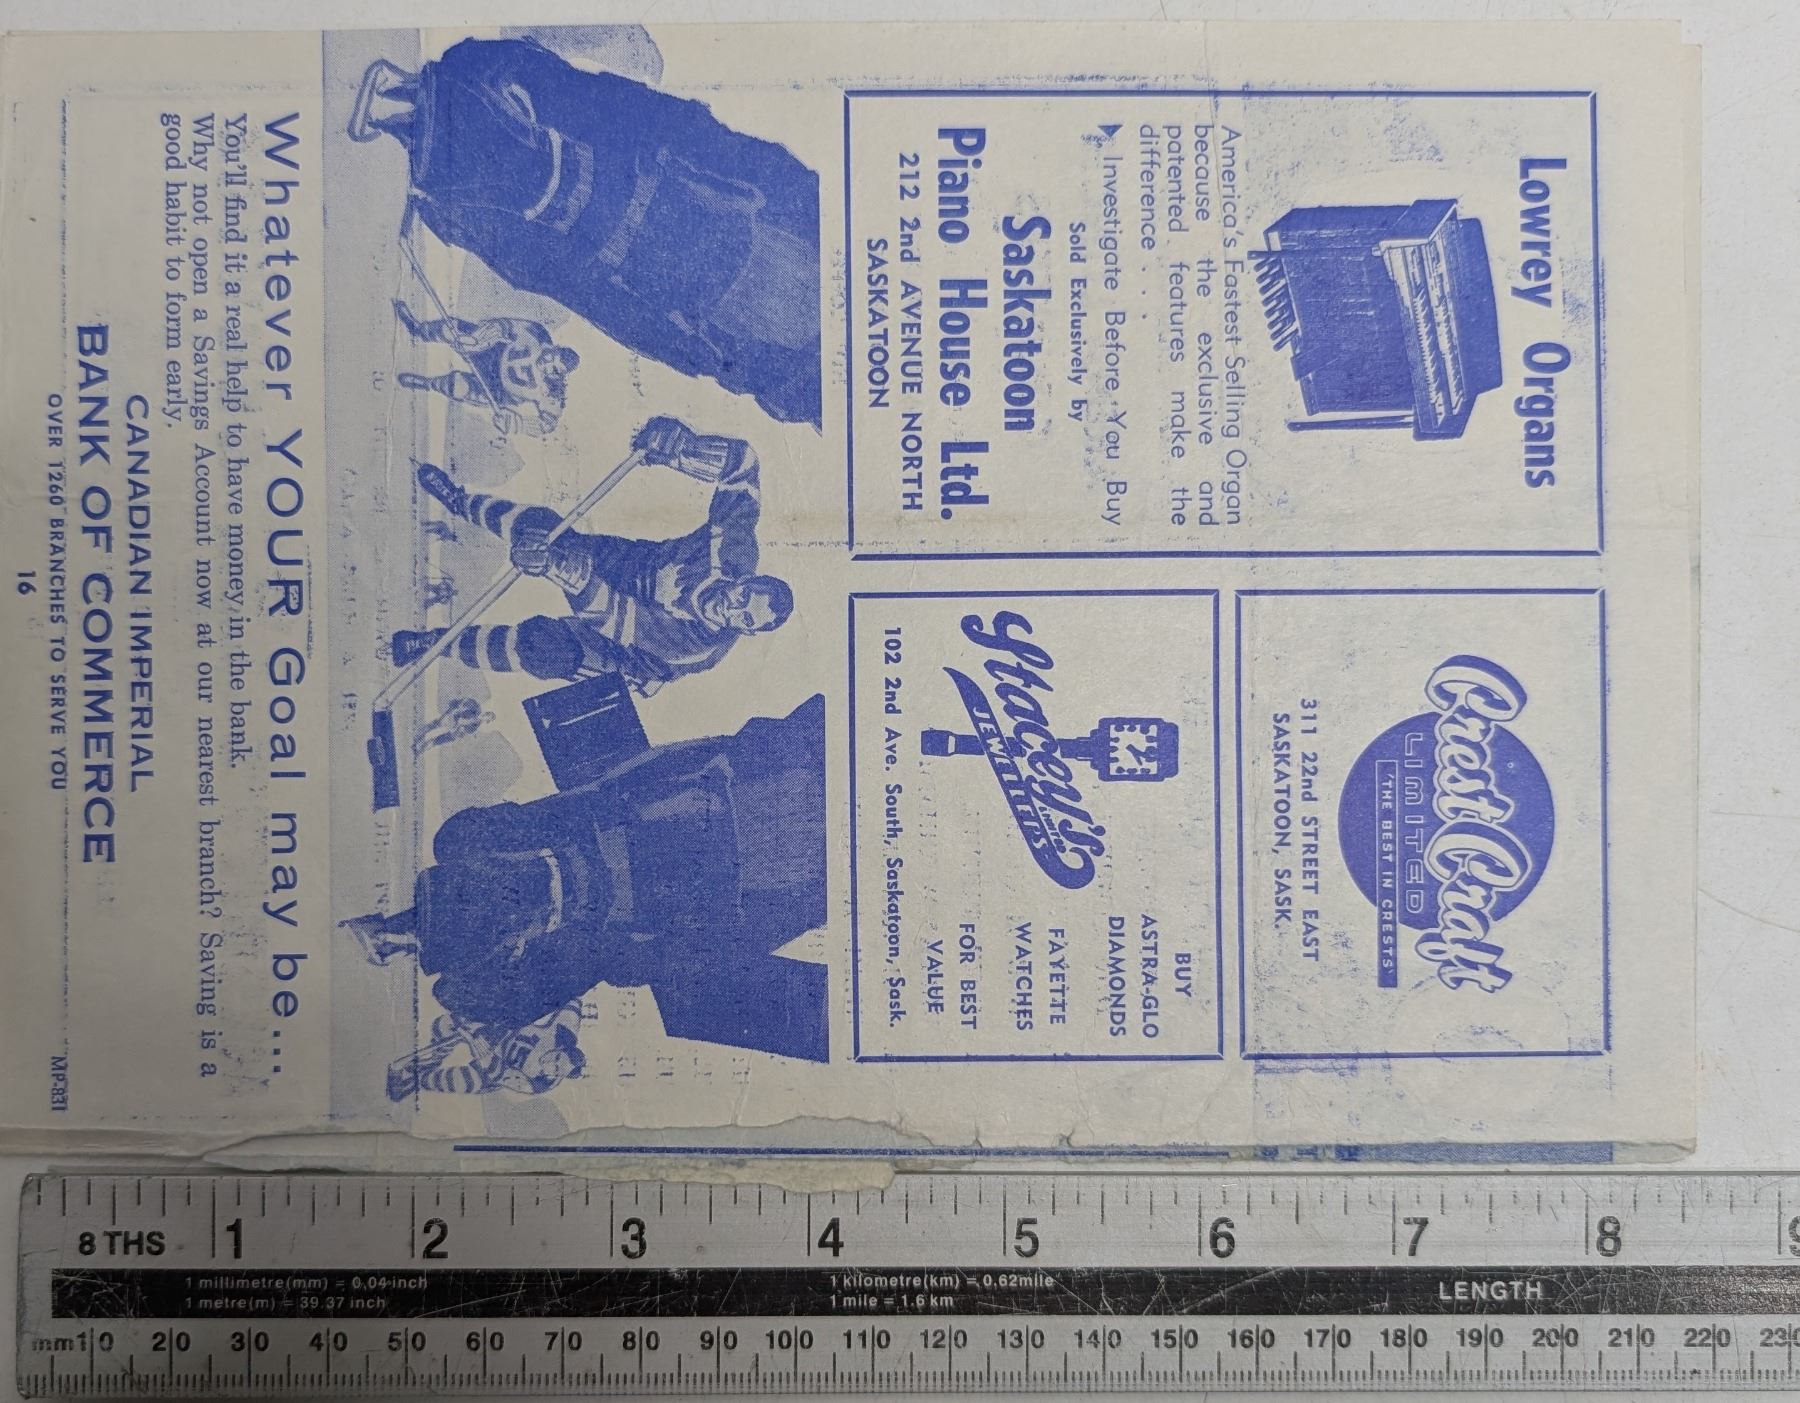 Lowrey Organs
America's Fastest Selling Organ
because the exclusive and
patented features make the
difference . . .
Investigate Before You Buy
Sold Exclusively by
Saskatoon
Piano House Ltd.
212 2nd AVENUE NORTH
SASKATOON
Crest Craft
LIMITED
'THE BEST IN CRESTS'
311 22nd STREET EAST
SASKATOON, SASK.
Stacey's
JEWELLERS
BUY
ASTRA-GLO
DIAMONDS
FAYETTE
WATCHES
FOR BEST
VALUE
102 2nd Ave. South, Saskatoon, Sask.
Whatever YOUR Goal may be...
You'll find it a real help to have money in the bank.
Why not open a Savings Account now at our nearest branch? Saving is a
good habit to form early.
CANADIAN IMPERIAL
BANK OF COMMERCE
OVER 1260 BRANCHES TO SERVE YOU
MP-831
16
8 THS 1 2 3 4 5 6 7 8 9
1 millimetre(mm) = 0,04 inch 1 kilometre(km) = 0,62mile
LENGTH
1 metre(m) = 39.37 inch 1 mile = 1.6 km
mm 10 20 30 40 50 60 70 80 90 100 110 120 130 140 150 160 170 180 190 200 210 220 230